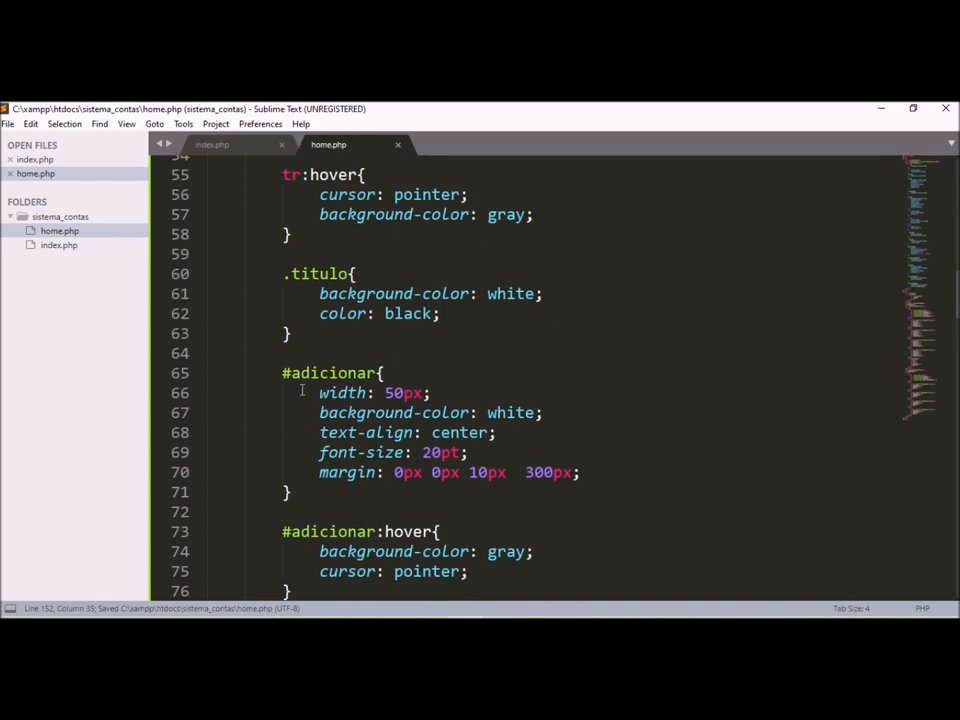 C:\xampp\htdocs\sistema_contas\home.php (sistema_contas) - Sublime Text (UNREGISTERED)
File Edit Selection Find View Goto Tools Project Preferences Help
OPEN FILES
index.php
home.php
FOLDERS
sistema_contas
home.php
index.php
index.php home.php
54
55 tr:hover{
56 cursor: pointer;
57 background-color: gray;
58 }
59
60 .titulo{
61 background-color: white;
62 color: black;
63 }
64
65 #adicionar{
66 width: 50px;
67 background-color: white;
68 text-align: center;
69 font-size: 20pt;
70 margin: 0px 0px 10px  300px;
71 }
72
73 #adicionar:hover{
74 background-color: gray;
75 cursor: pointer;
76 }
Line 152, Column 35; Saved C:\xampp\htdocs\sistema_contas\home.php (UTF-8) Tab Size: 4 PHP